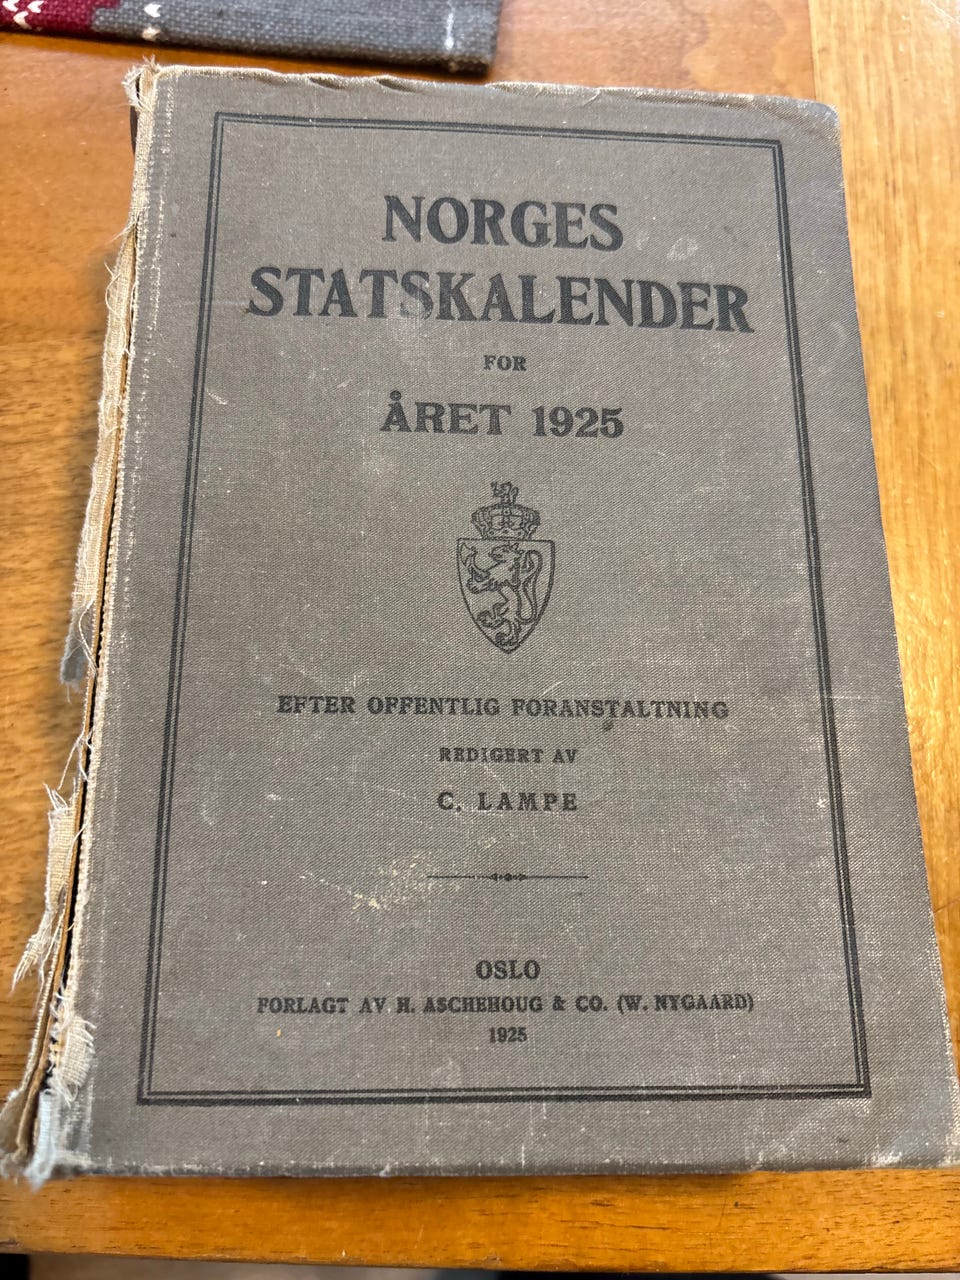 NORGES
STATSKALENDER
FOR
ÅRET 1925
EFTER OFFENTLIG FORANSTALTNING
REDIGERT AV
C. LAMPE
OSLO
FORLAGT AV H. ASCHEHOUG & CO. (W. NYGAARD)
1925